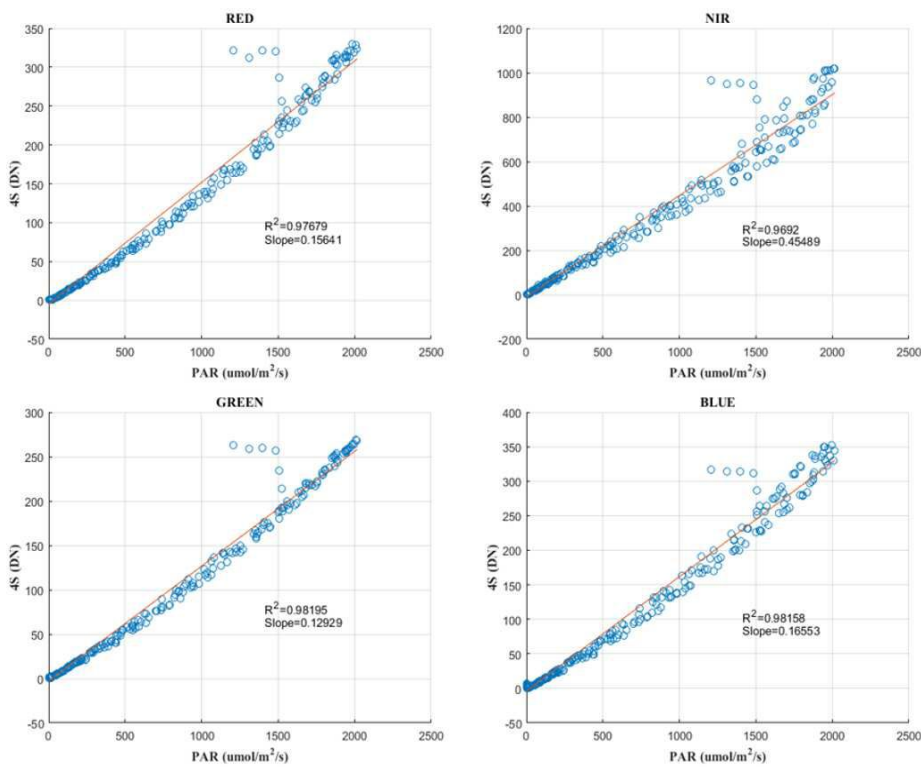 RED
350
300
250
200
150
100
50
0
-50
4S (DN)
R²=0.97679
Slope=0.15641
0 500 1000 1500 2000 2500
PAR (umol/m²/s)
NIR
1200
1000
800
600
400
200
0
-200
4S (DN)
R²=0.9692
Slope=0.45489
0 500 1000 1500 2000 2500
PAR (umol/m²/s)
GREEN
300
250
200
150
100
50
0
-50
4S (DN)
R²=0.98195
Slope=0.12929
0 500 1000 1500 2000 2500
PAR (umol/m²/s)
BLUE
400
350
300
250
200
150
100
50
0
-50
4S (DN)
R²=0.98158
Slope=0.16553
0 500 1000 1500 2000 2500
PAR (umol/m²/s)